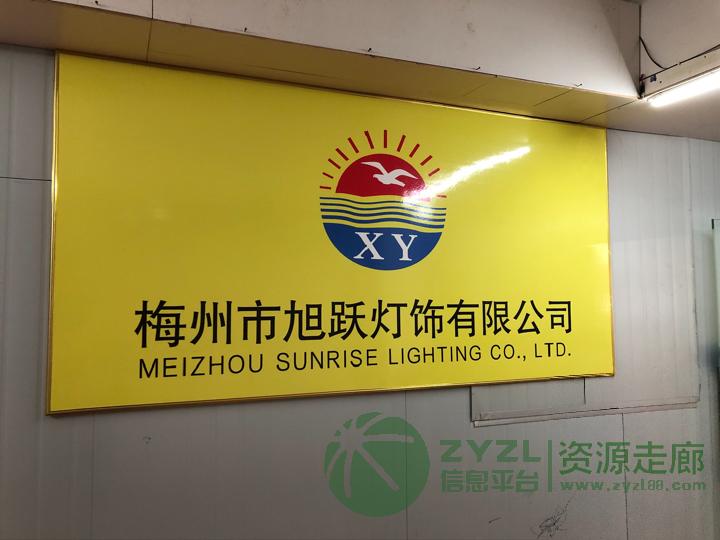 XY
梅州市旭跃灯饰有限公司
MEIZHOU SUNRISE LIGHTING CO., LTD.
ZYZL 资源走廊
信息平台 www.zyzl88.com